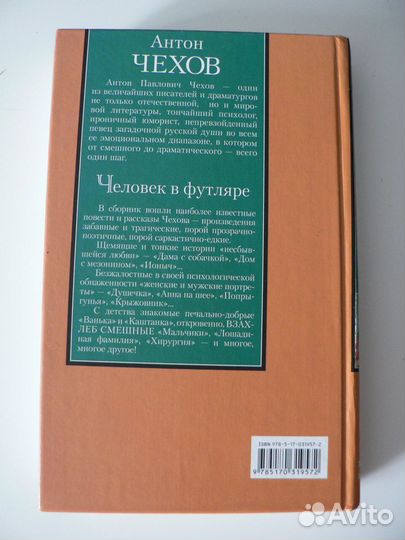 Антон
ЧЕХОВ
Антон Павлович Чехов — один
из величайших писателей и драматургов
не только отечественной, но и миро-
вой литературы, тончайший психолог,
ироничный юморист, непревзойденный
певец загадочной русской души во всем
ее эмоциональном диапазоне, в котором
от смешного до драматического — всего
один шаг.
Человек в футляре
В сборник вошли наиболее известные
повести и рассказы Чехова — произведения
забавные и трагические, порой прозрачно-
поэтичные, порой саркастично-едкие.
Щемящие и тонкие истории «несбыв-
шейся любви» — «Дама с собачкой», «Дом
с мезонином», «Ионыч»...
Безжалостные в своей психологической
обнаженности «женские и мужские портре-
ты» — «Душечка», «Анна на шее», «Попры-
гунья», «Крыжовник»...
С детства знакомые печально-добрые
«Ванька» и «Каштанка», откровенно, ВЗАХ-
ЛЕБ СМЕШНЫЕ «Мальчики», «Лошади-
ная фамилия», «Хирургия» — и многое,
многое другое!
ISBN 978-5-17-031957-2
9 785170 319572
Avito